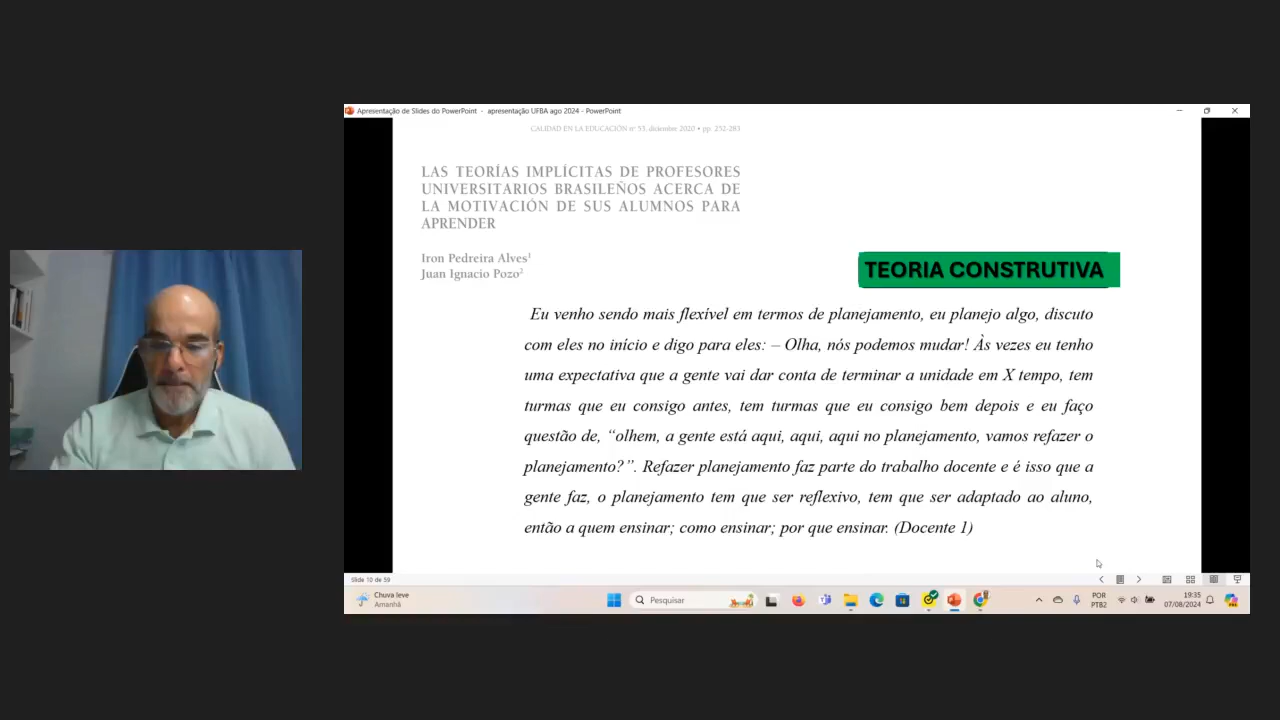 Apresentação de Slides do PowerPoint - apresentação UFBA ago 2024 - PowerPoint
CALIDAD EN LA EDUCACIÓN nº 53, diciembre 2020 • pp. 252-283
LAS TEORÍAS IMPLÍCITAS DE PROFESORES
UNIVERSITARIOS BRASILEÑOS ACERCA DE
LA MOTIVACIÓN DE SUS ALUMNOS PARA
APRENDER
Iron Pedreira Alves¹
Juan Ignacio Pozo²
TEORIA CONSTRUTIVA
Eu venho sendo mais flexível em termos de planejamento, eu planejo algo, discuto
com eles no início e digo para eles: – Olha, nós podemos mudar! Às vezes eu tenho
uma expectativa que a gente vai dar conta de terminar a unidade em X tempo, tem
turmas que eu consigo antes, tem turmas que eu consigo bem depois e eu faço
questão de, “olhem, a gente está aqui, aqui, aqui no planejamento, vamos refazer o
planejamento?”. Refazer planejamento faz parte do trabalho docente e é isso que a
gente faz, o planejamento tem que ser reflexivo, tem que ser adaptado ao aluno,
então a quem ensinar; como ensinar; por que ensinar. (Docente 1)
Slide 10 de 59
Chuva leve
Amanhã
Pesquisar
POR
PTB2
19:35
07/08/2024